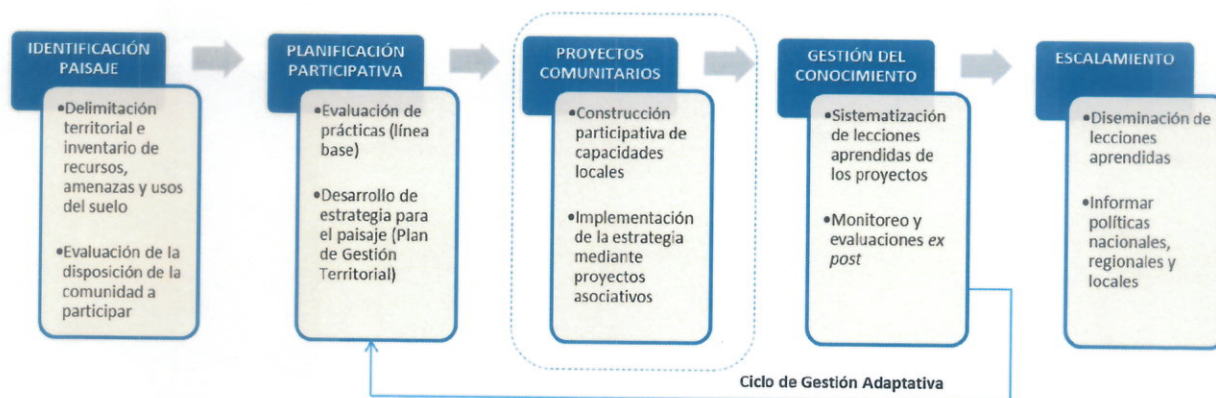 IDENTIFICACIÓN
PAISAJE
•Delimitación
territorial e
inventario de
recursos,
amenazas y usos
del suelo
•Evaluación de la
disposición de la
comunidad a
participar
PLANIFICACIÓN
PARTICIPATIVA
•Evaluación de
prácticas (línea
base)
•Desarrollo de
estrategia para
el paisaje (Plan
de Gestión
Territorial)
PROYECTOS
COMUNITARIOS
•Construcción
participativa de
capacidades
locales
•Implementación
de la estrategia
mediante
proyectos
asociativos
GESTIÓN DEL
CONOCIMIENTO
•Sistematización
de lecciones
aprendidas de
los proyectos
•Monitoreo y
evaluaciones ex
post
ESCALAMIENTO
•Diseminación de
lecciones
aprendidas
•Informar
políticas
nacionales,
regionales y
locales
Ciclo de Gestión Adaptativa